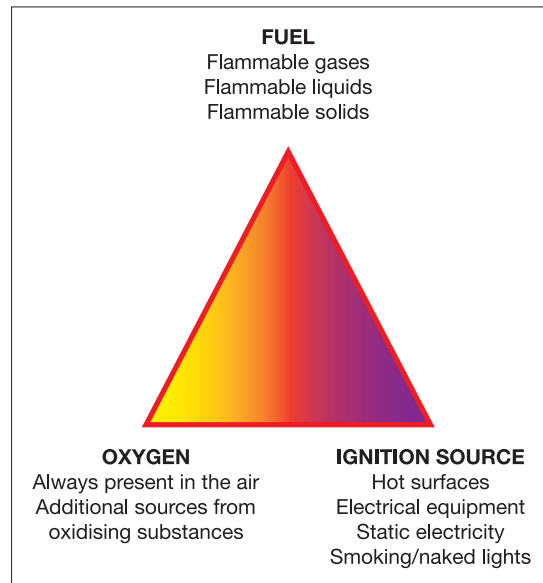 FUEL
Flammable gases
Flammable liquids
Flammable solids
OXYGEN
Always present in the air
Additional sources from
oxidising substances
IGNITION SOURCE
Hot surfaces
Electrical equipment
Static electricity
Smoking/naked lights